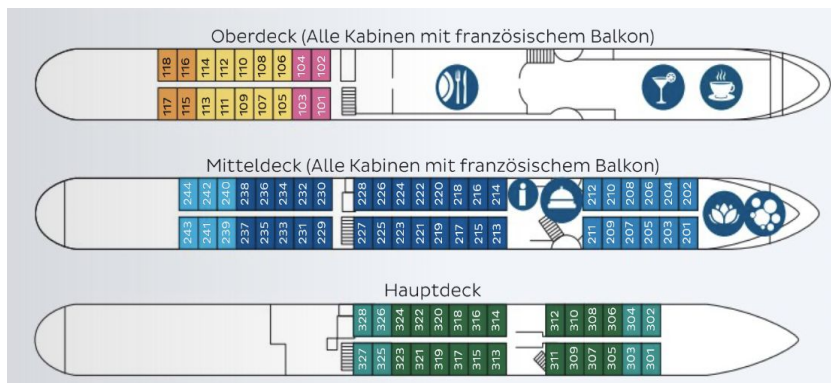 Oberdeck (Alle Kabinen mit französischem Balkon)
118 116 114 112 110 108 106 104 102
117 115 113 111 109 107 105 103 101
Mitteldeck (Alle Kabinen mit französischem Balkon)
244 242 240 238 236 234 232 230 228 226 224 222 220 218 216 214 i 212 210 208 206 204 202
243 241 239 237 235 233 231 229 227 225 223 221 219 217 215 213 211 209 207 205 203 201
Hauptdeck
328 326 324 322 320 318 316 314 312 310 308 306 304 302
327 325 323 321 319 317 315 313 311 309 307 305 303 301